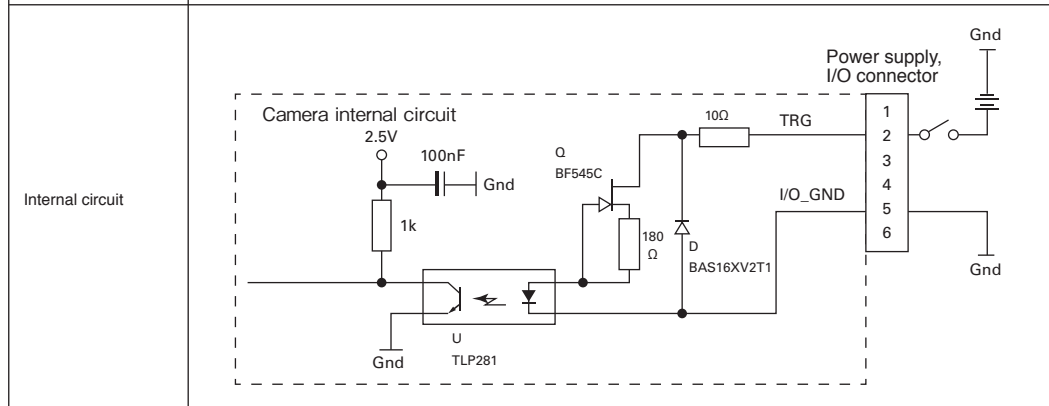 Gnd
Power supply,
I/O connector
Camera internal circuit
2.5V
100nF
Gnd
1k
Q
BF545C
10Ω
TRG
1
2
3
4
5
6
Internal circuit
I/O_GND
180
Ω
D
BAS16XV2T1
Gnd
Gnd
U
TLP281